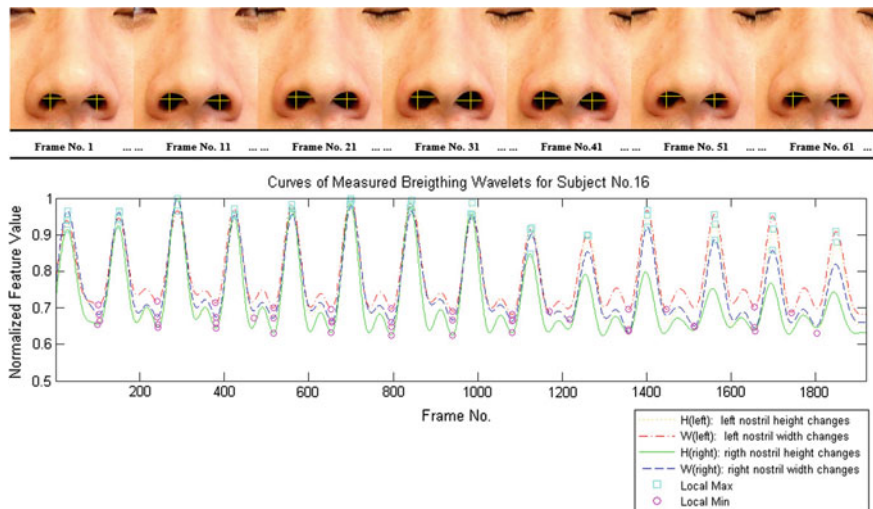 Frame No. 1 ... ... Frame No. 11 ... ... Frame No. 21 ... ... Frame No. 31 ... ... Frame No.41 ... ... Frame No. 51 ... ... Frame No. 61 ...
Curves of Measured Breigthing Wavelets for Subject No.16
Normalized Feature Value
1
0.9
0.8
0.7
0.6
0.5
200 400 600 800 1000 1200 1400 1600 1800
Frame No.
H(left): left nostril height changes
W(left): left nostril width changes
H(right): rigth nostril height changes
W(right): right nostril width changes
Local Max
Local Min